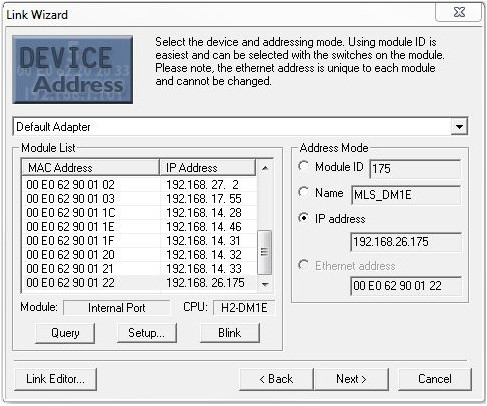 Link Wizard
DEVICE
Address
Select the device and addressing mode. Using module ID is
easiest and can be selected with the switches on the module.
Please note, the ethernet address is unique to each module
and cannot be changed.
Default Adapter
Module List
MAC Address IP Address
00 E0 62 90 01 02 192.168. 27. 2
00 E0 62 90 01 03 192.168. 17. 55
00 E0 62 90 01 1C 192.168. 14. 28
00 E0 62 90 01 1E 192.168. 14. 46
00 E0 62 90 01 1F 192.168. 14. 31
00 E0 62 90 01 20 192.168. 14. 32
00 E0 62 90 01 21 192.168. 14. 33
00 E0 62 90 01 22 192.168. 26.175
Module: Internal Port CPU: H2-DM1E
Query Setup... Blink
Address Mode
Module ID 175
Name MLS_DM1E
IP address
192.168.26.175
Ethernet address
00 E0 62 90 01 22
Link Editor... < Back Next > Cancel